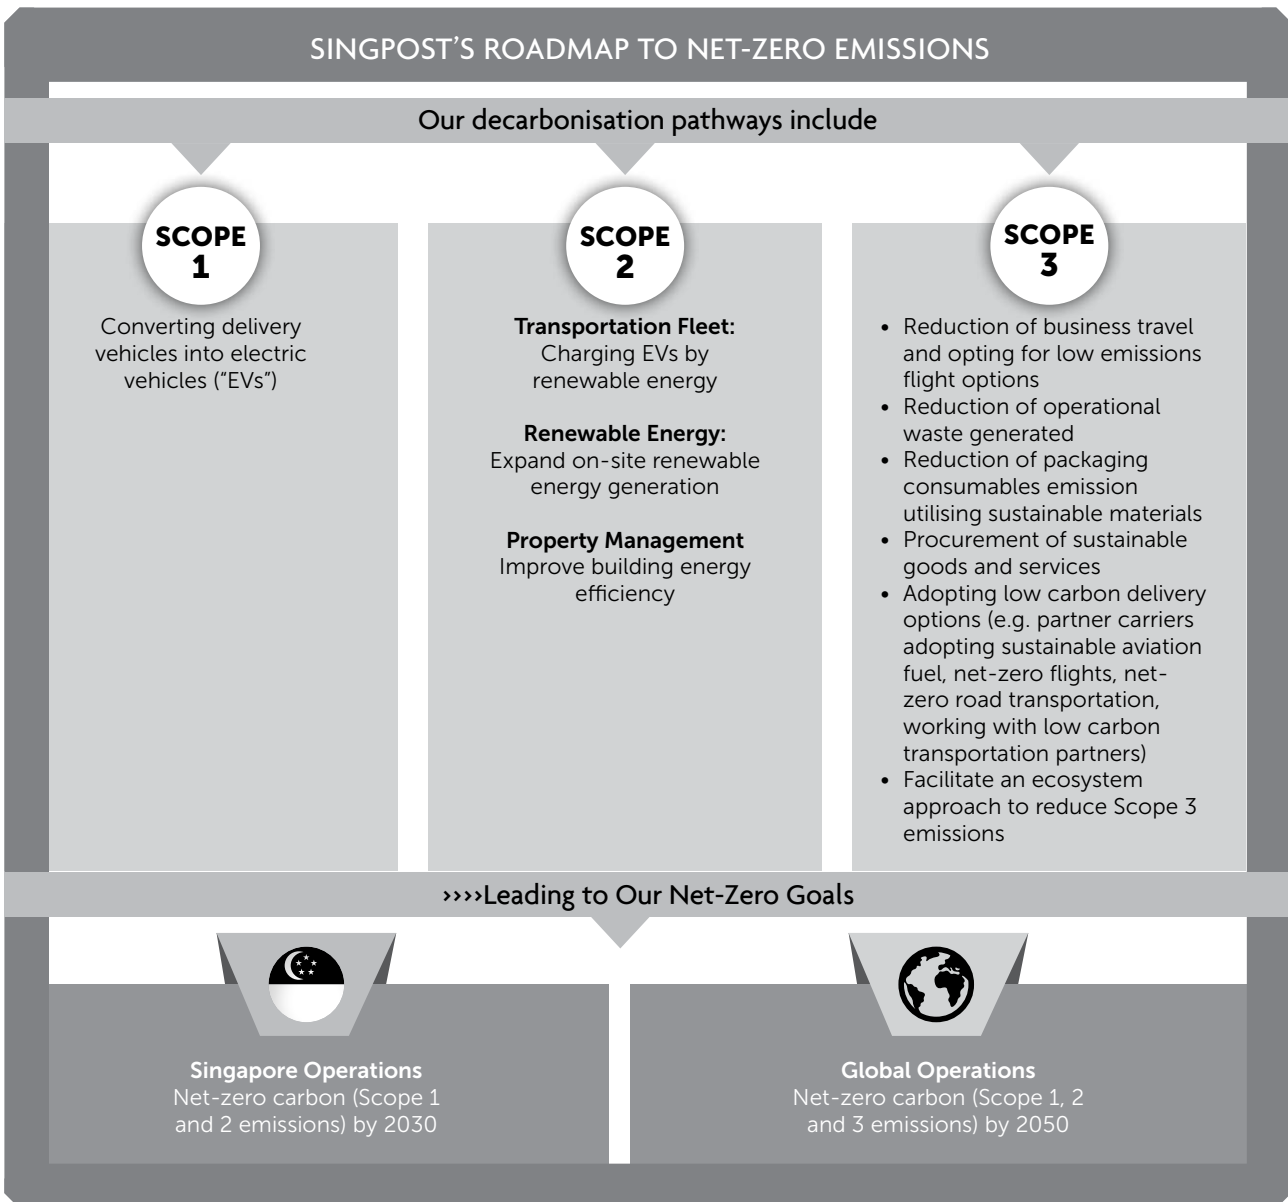 SINGPOST'S ROADMAP TO NET-ZERO EMISSIONS
Our decarbonisation pathways include
SCOPE
1
Converting delivery
vehicles into electric
vehicles (“EVs”)
SCOPE
2
Transportation Fleet:
Charging EVs by
renewable energy
Renewable Energy:
Expand on-site renewable
energy generation
Property Management
Improve building energy
efficiency
SCOPE
3
• Reduction of business travel
and opting for low emissions
flight options
• Reduction of operational
waste generated
• Reduction of packaging
consumables emission
utilising sustainable materials
• Procurement of sustainable
goods and services
• Adopting low carbon delivery
options (e.g. partner carriers
adopting sustainable aviation
fuel, net-zero flights, net-
zero road transportation,
working with low carbon
transportation partners)
• Facilitate an ecosystem
approach to reduce Scope 3
emissions
››››Leading to Our Net-Zero Goals
Singapore Operations
Net-zero carbon (Scope 1
and 2 emissions) by 2030
Global Operations
Net-zero carbon (Scope 1, 2
and 3 emissions) by 2050